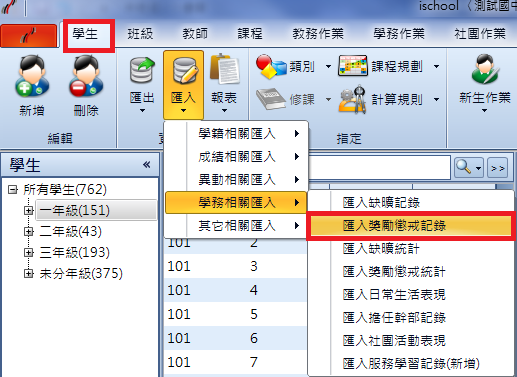 ischool （測試國中
學生 班級 教師 課程 教務作業 學務作業 社團作業
新增 刪除 匯出 匯入 報表 類別 修課 課程規劃 計算規則 新生作業
編輯 指定
學籍相關匯入
成績相關匯入
異動相關匯入
學務相關匯入
其它相關匯入
學生 «
>>
所有學生(762)
一年級(151)
二年級(43)
三年級(193)
未分年級(375)
匯入缺曠記錄
匯入獎勵懲戒記錄
匯入缺曠統計
匯入獎勵懲戒統計
匯入日常生活表現
匯入擔任幹部記錄
匯入社團活動表現
匯入服務學習記錄(新增)
101 2
101 3
101 4
101 5
101 6
101 7